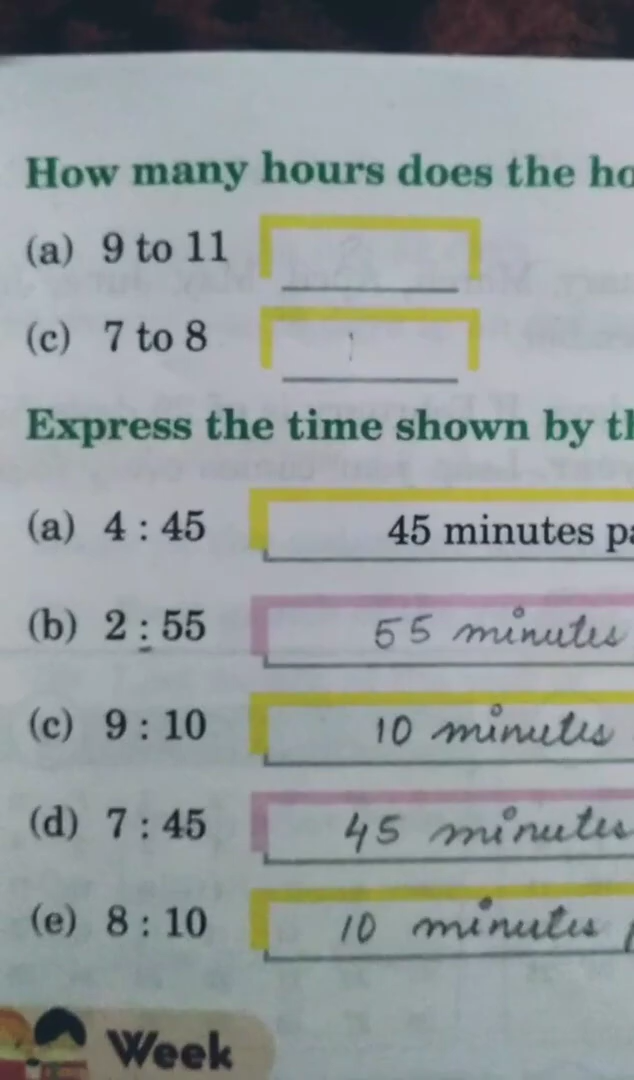 How many hours does the ho
(a) 9 to 11
(c) 7 to 8
Express the time shown by th
(a) 4 : 45 45 minutes pa
(b) 2 : 55 55 minutes
(c) 9 : 10 10 minutes
(d) 7 : 45 45 minutes
(e) 8 : 10 10 minutes p
Week